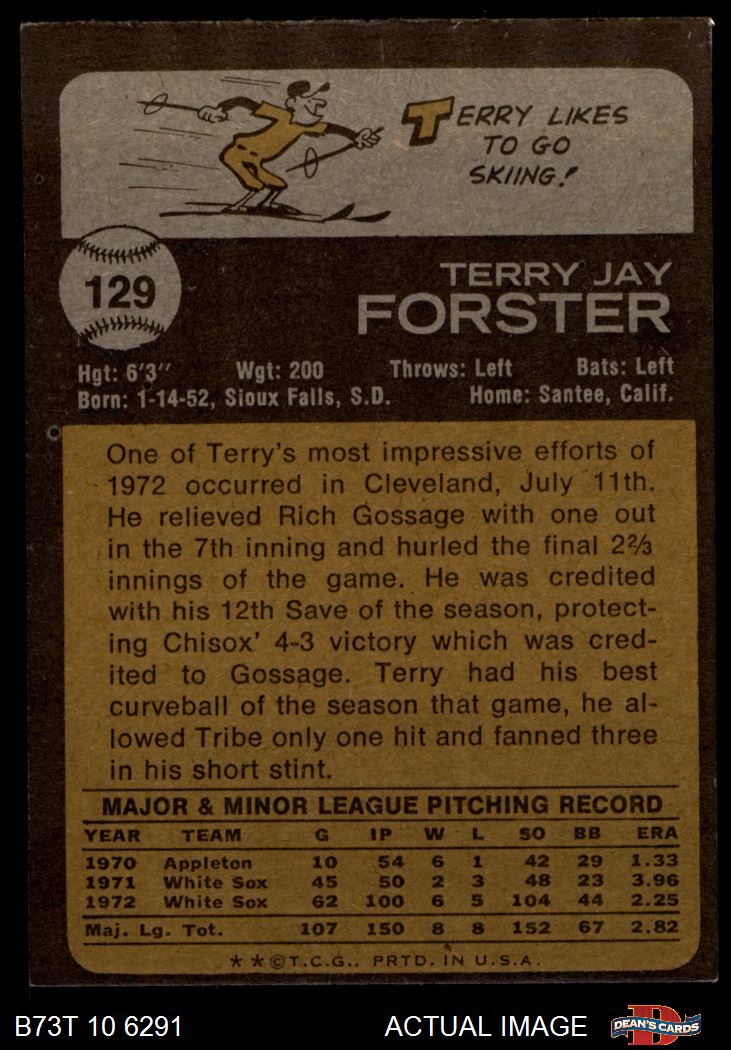 TERRY LIKES
TO GO
SKIING!
129
TERRY JAY
FORSTER
Hgt: 6'3" Wgt: 200 Throws: Left Bats: Left
Born: 1-14-52, Sioux Falls, S.D. Home: Santee, Calif.
One of Terry's most impressive efforts of
1972 occurred in Cleveland, July 11th.
He relieved Rich Gossage with one out
in the 7th inning and hurled the final 2⅔
innings of the game. He was credited
with his 12th Save of the season, protect-
ing Chisox' 4-3 victory which was cred-
ited to Gossage. Terry had his best
curveball of the season that game, he al-
lowed Tribe only one hit and fanned three
in his short stint.
MAJOR & MINOR LEAGUE PITCHING RECORD
YEAR TEAM G IP W L SO BB ERA
1970 Appleton 10 54 6 1 42 29 1.33
1971 White Sox 45 50 2 3 48 23 3.96
1972 White Sox 62 100 6 5 104 44 2.25
Maj. Lg. Tot. 107 150 8 8 152 67 2.82
**©T.C.G., PRTD. IN U.S.A.
B73T 10 6291 ACTUAL IMAGE
D
DEAN'S CARDS